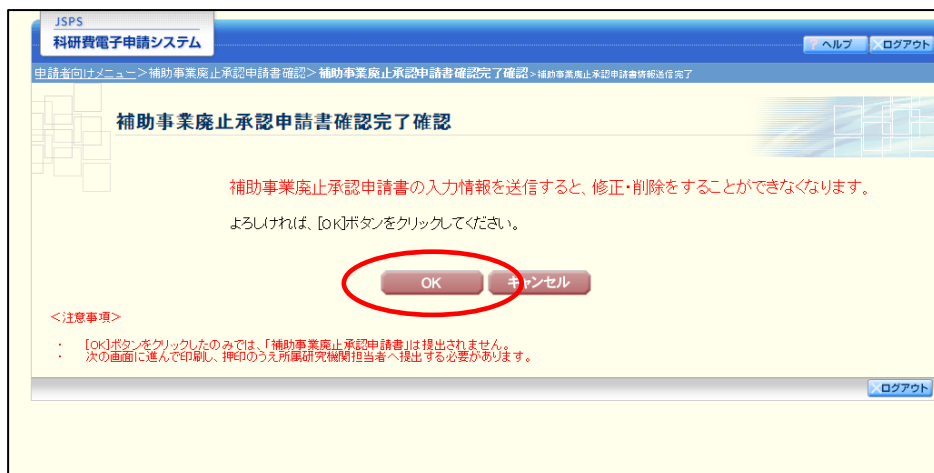 JSPS
科研費電子申請システム
? ヘルプ
ログアウト
申請者向けメニュー>補助事業廃止承認申請書確認>補助事業廃止承認申請書確認完了確認>補助事業廃止承認申請書情報送信完了
補助事業廃止承認申請書確認完了確認
補助事業廃止承認申請書の入力情報を送信すると、修正・削除をすることができなくなります。
よろしければ、[OK]ボタンをクリックしてください。
OK キャンセル
<注意事項>
・ [OK]ボタンをクリックしたのみでは、「補助事業廃止承認申請書」は提出されません。
・ 次の画面に進んで印刷し、押印のうえ所属研究機関担当者へ提出する必要があります。
ログアウト